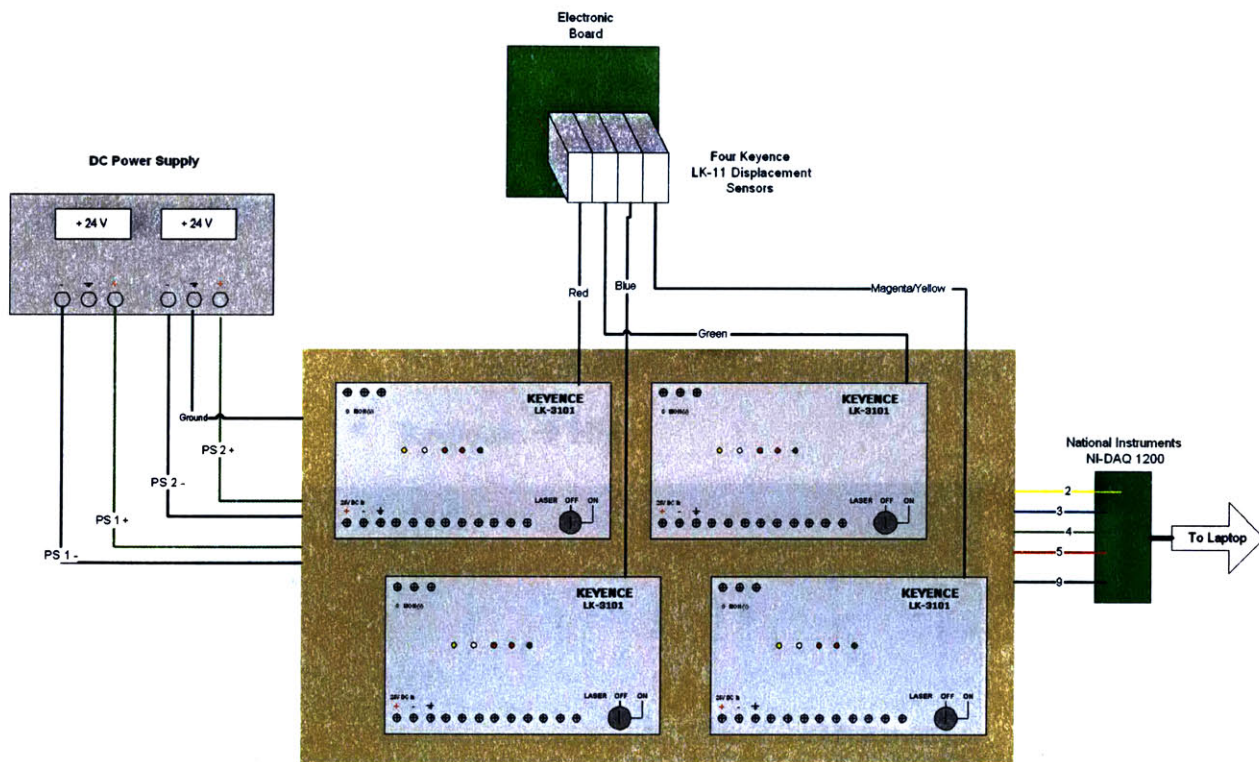 Electronic
Board
Four Keyence
LK-11 Displacement
Sensors
DC Power Supply
+ 24 V
+ 24 V
-
+
-
+
Red
Blue
Green
Magenta/Yellow
Ground
PS 2 +
PS 2 -
PS 1 +
PS 1 -
KEYENCE
LK-3101
LASER OFF ON
+ -
KEYENCE
LK-3101
LASER OFF ON
+ -
KEYENCE
LK-3101
LASER OFF ON
+ -
KEYENCE
LK-3101
LASER OFF ON
+ -
National Instruments
NI-DAQ 1200
2
3
4
5
9
To Laptop